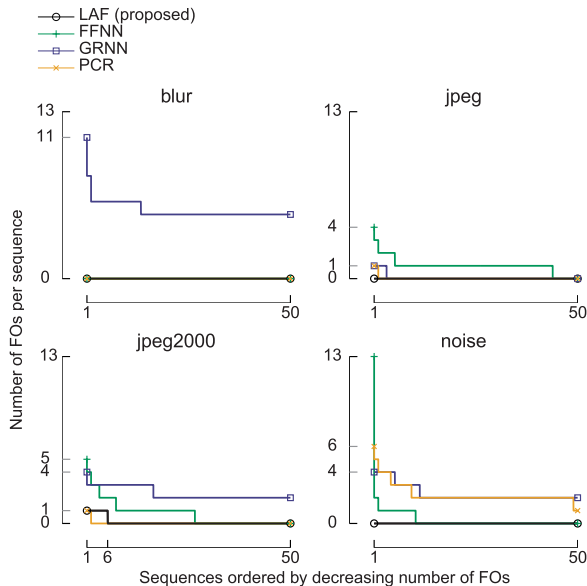 LAF (proposed)
FFNN
GRNN
PCR
blur
jpeg
13
11
0
1
50
13
4
1
0
1
50
Number of FOs per sequence
jpeg2000
noise
13
5
4
1
0
1
6
50
13
6
4
0
1
50
Sequences ordered by decreasing number of FOs